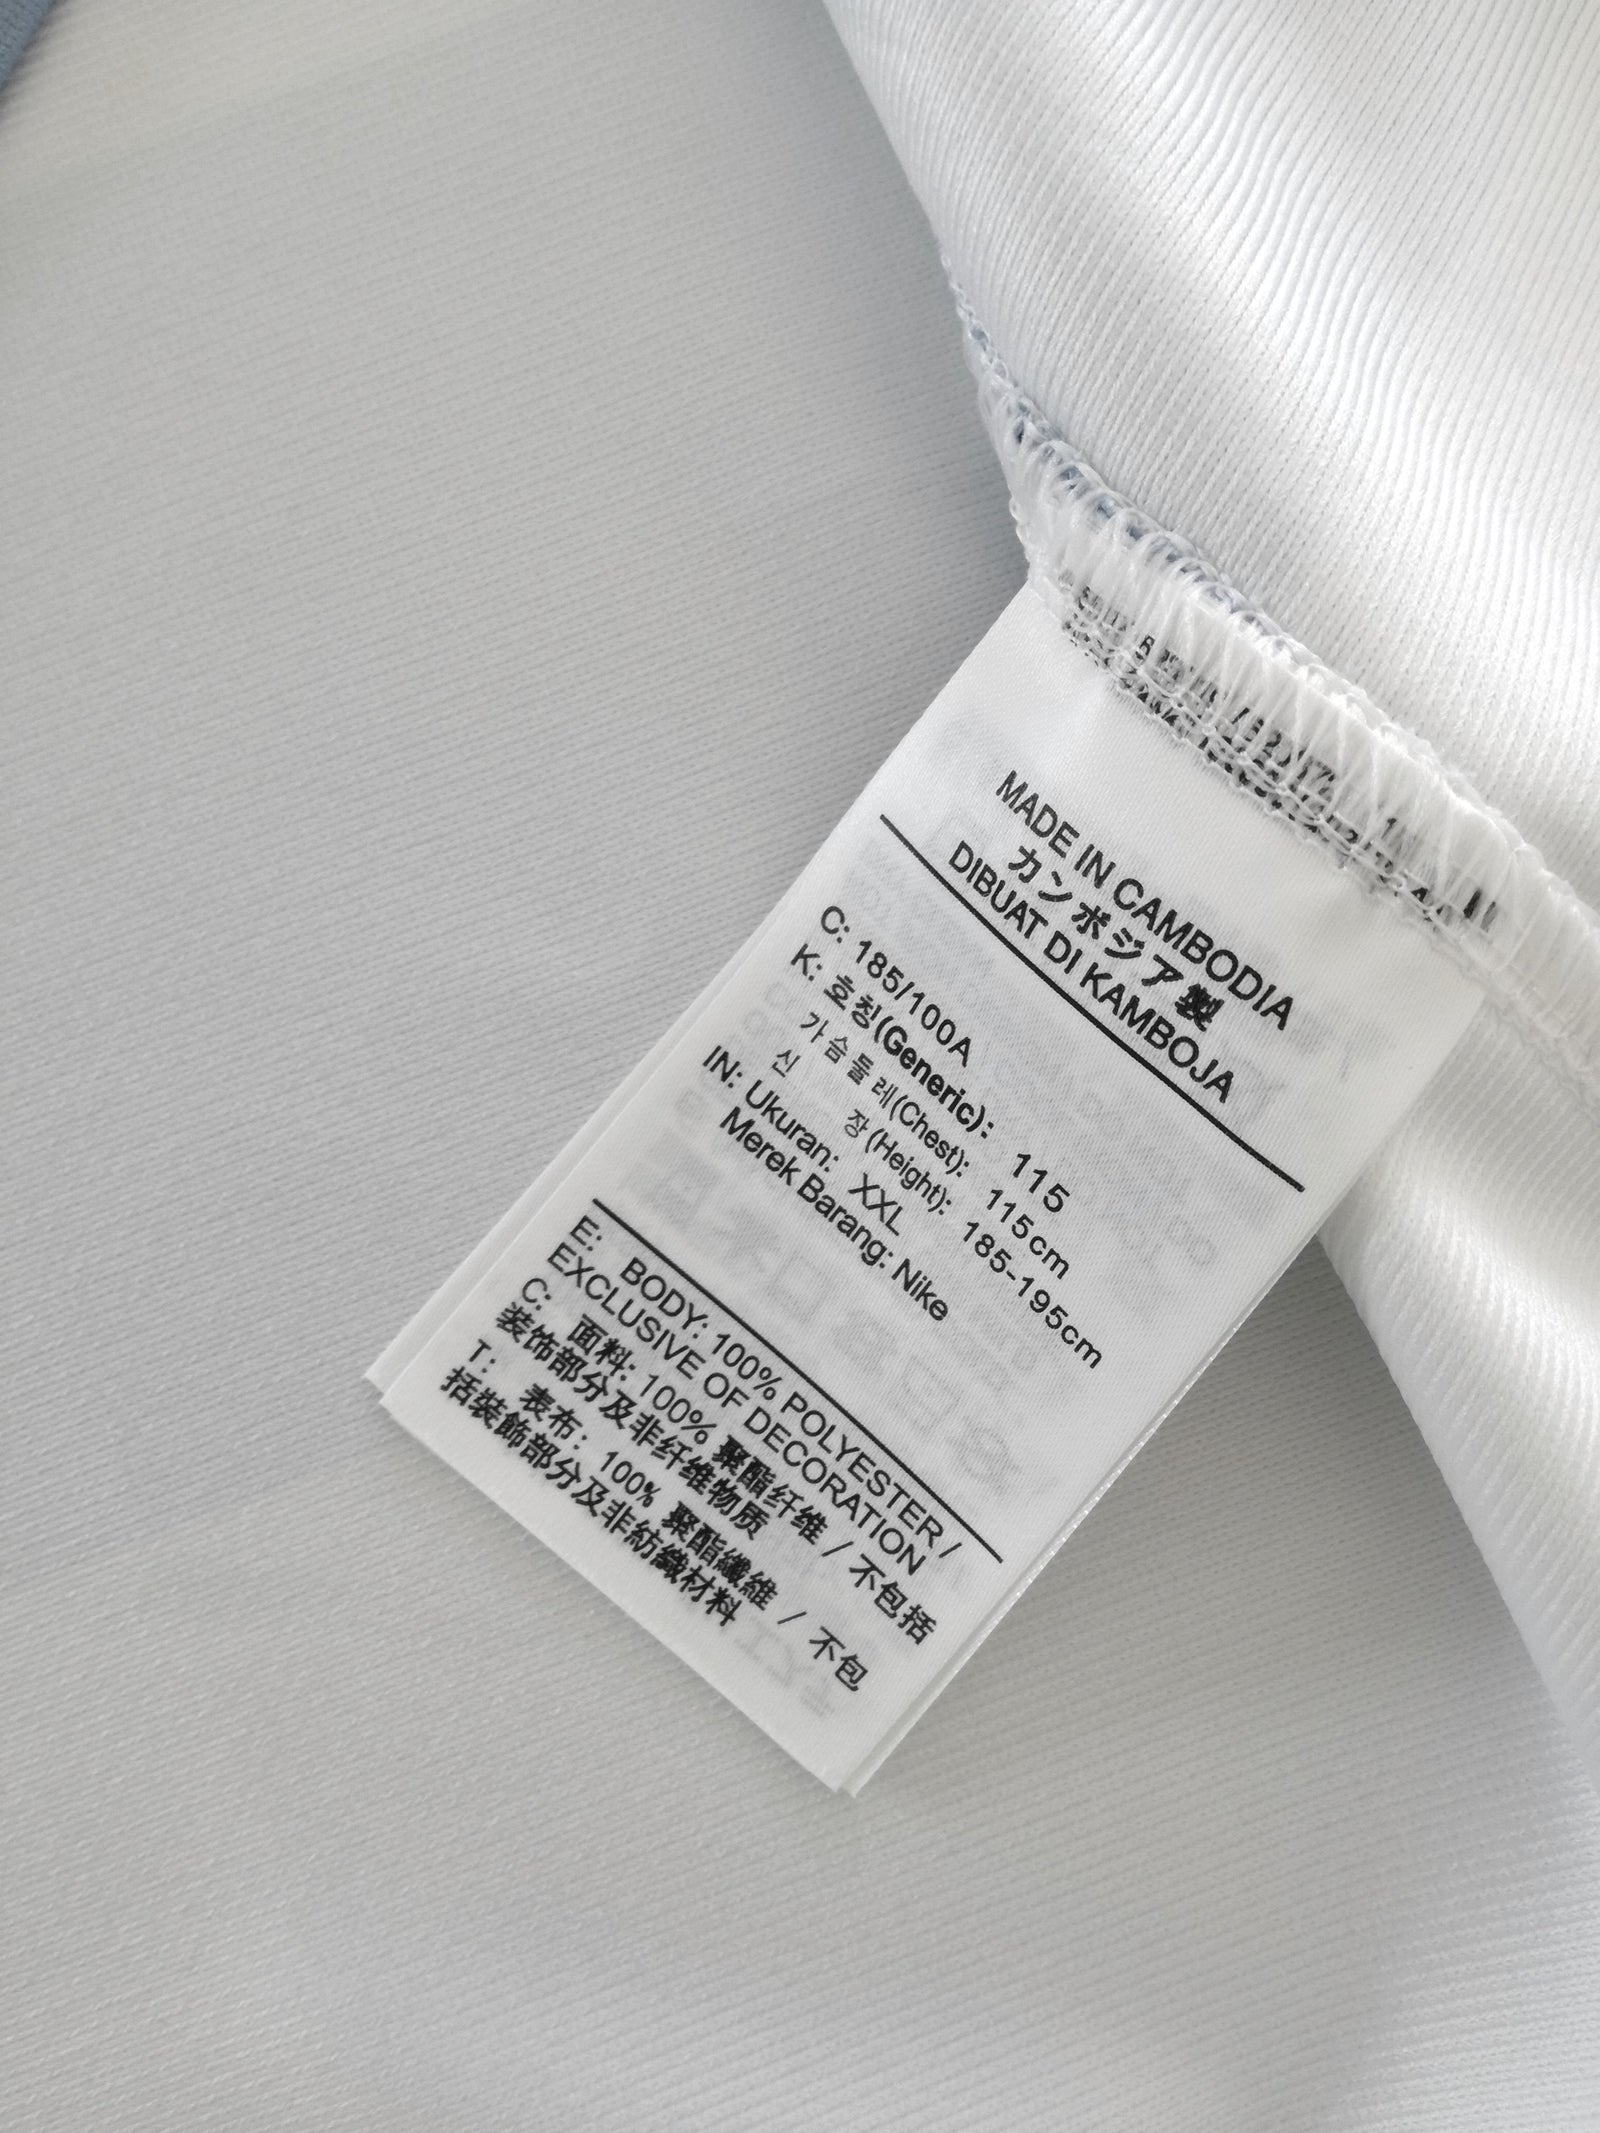 MADE IN CAMBODIA
カンボジア製
DIBUAT DI KAMBOJA
C: 185/100A
K: 호칭(Generic): 115
가슴둘레(Chest): 115cm
신 장(Height): 185-195cm
IN: Ukuran: XXL
Merek Barang: Nike
E: BODY: 100% POLYESTER /
EXCLUSIVE OF DECORATION
C: 面料: 100% 聚酯纤维 / 不包括
装饰部分及非纤维物质
T: 表布: 100% 聚酯纖維 / 不包
括裝飾部分及非紡織材料